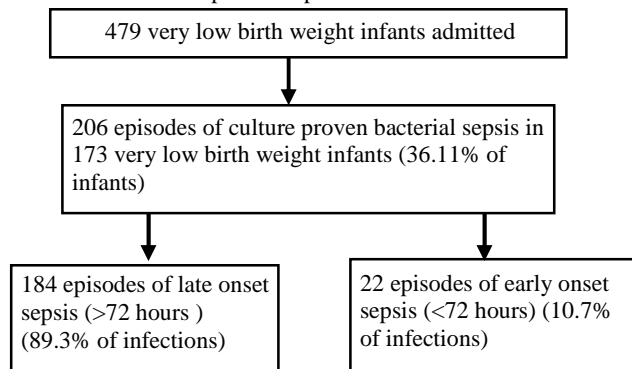 479 very low birth weight infants admitted
206 episodes of culture proven bacterial sepsis in
173 very low birth weight infants (36.11% of
infants)
184 episodes of late onset
sepsis (>72 hours )
(89.3% of infections)
22 episodes of early onset
sepsis (<72 hours) (10.7%
of infections)